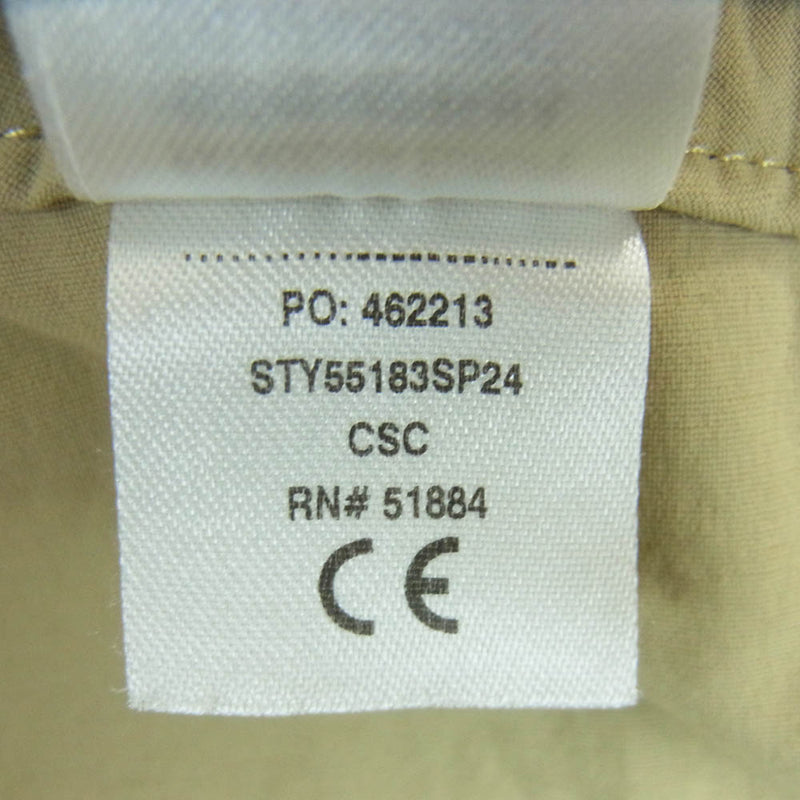 PO: 462213
STY55183SP24
CSC
RN# 51884
CE